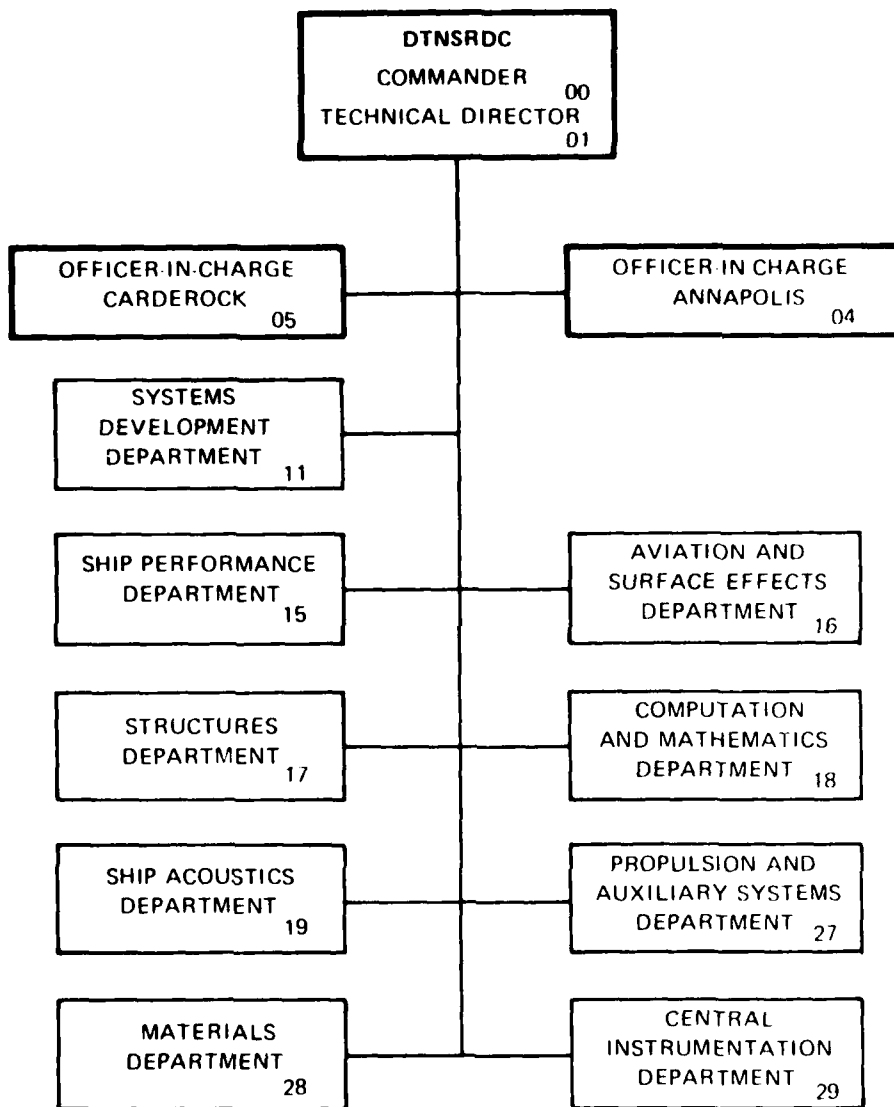 DTNSRDC
COMMANDER
00
TECHNICAL DIRECTOR
01
OFFICER-IN-CHARGE
CARDEROCK
05
OFFICER-IN CHARGE
ANNAPOLIS
04
SYSTEMS
DEVELOPMENT
DEPARTMENT
11
SHIP PERFORMANCE
DEPARTMENT
15
AVIATION AND
SURFACE EFFECTS
DEPARTMENT
16
STRUCTURES
DEPARTMENT
17
COMPUTATION
AND MATHEMATICS
DEPARTMENT
18
SHIP ACOUSTICS
DEPARTMENT
19
PROPULSION AND
AUXILIARY SYSTEMS
DEPARTMENT
27
MATERIALS
DEPARTMENT
28
CENTRAL
INSTRUMENTATION
DEPARTMENT
29